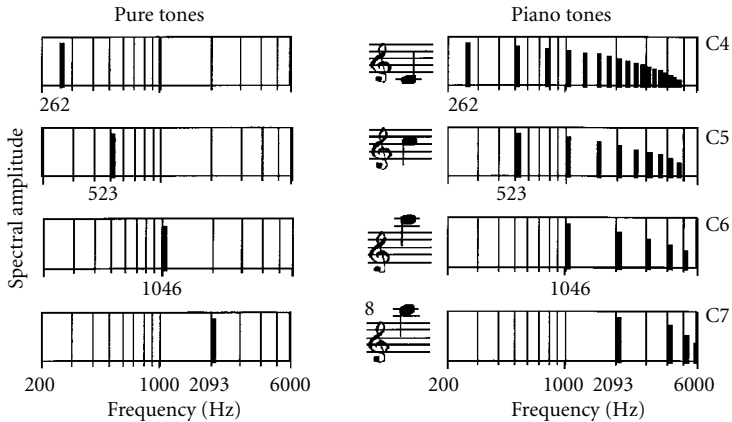 Pure tones
Piano tones
Spectral amplitude
C4
262
262
C5
523
523
C6
1046
1046
8
C7
200 1000 2093 6000
200 1000 2093 6000
Frequency (Hz)
Frequency (Hz)